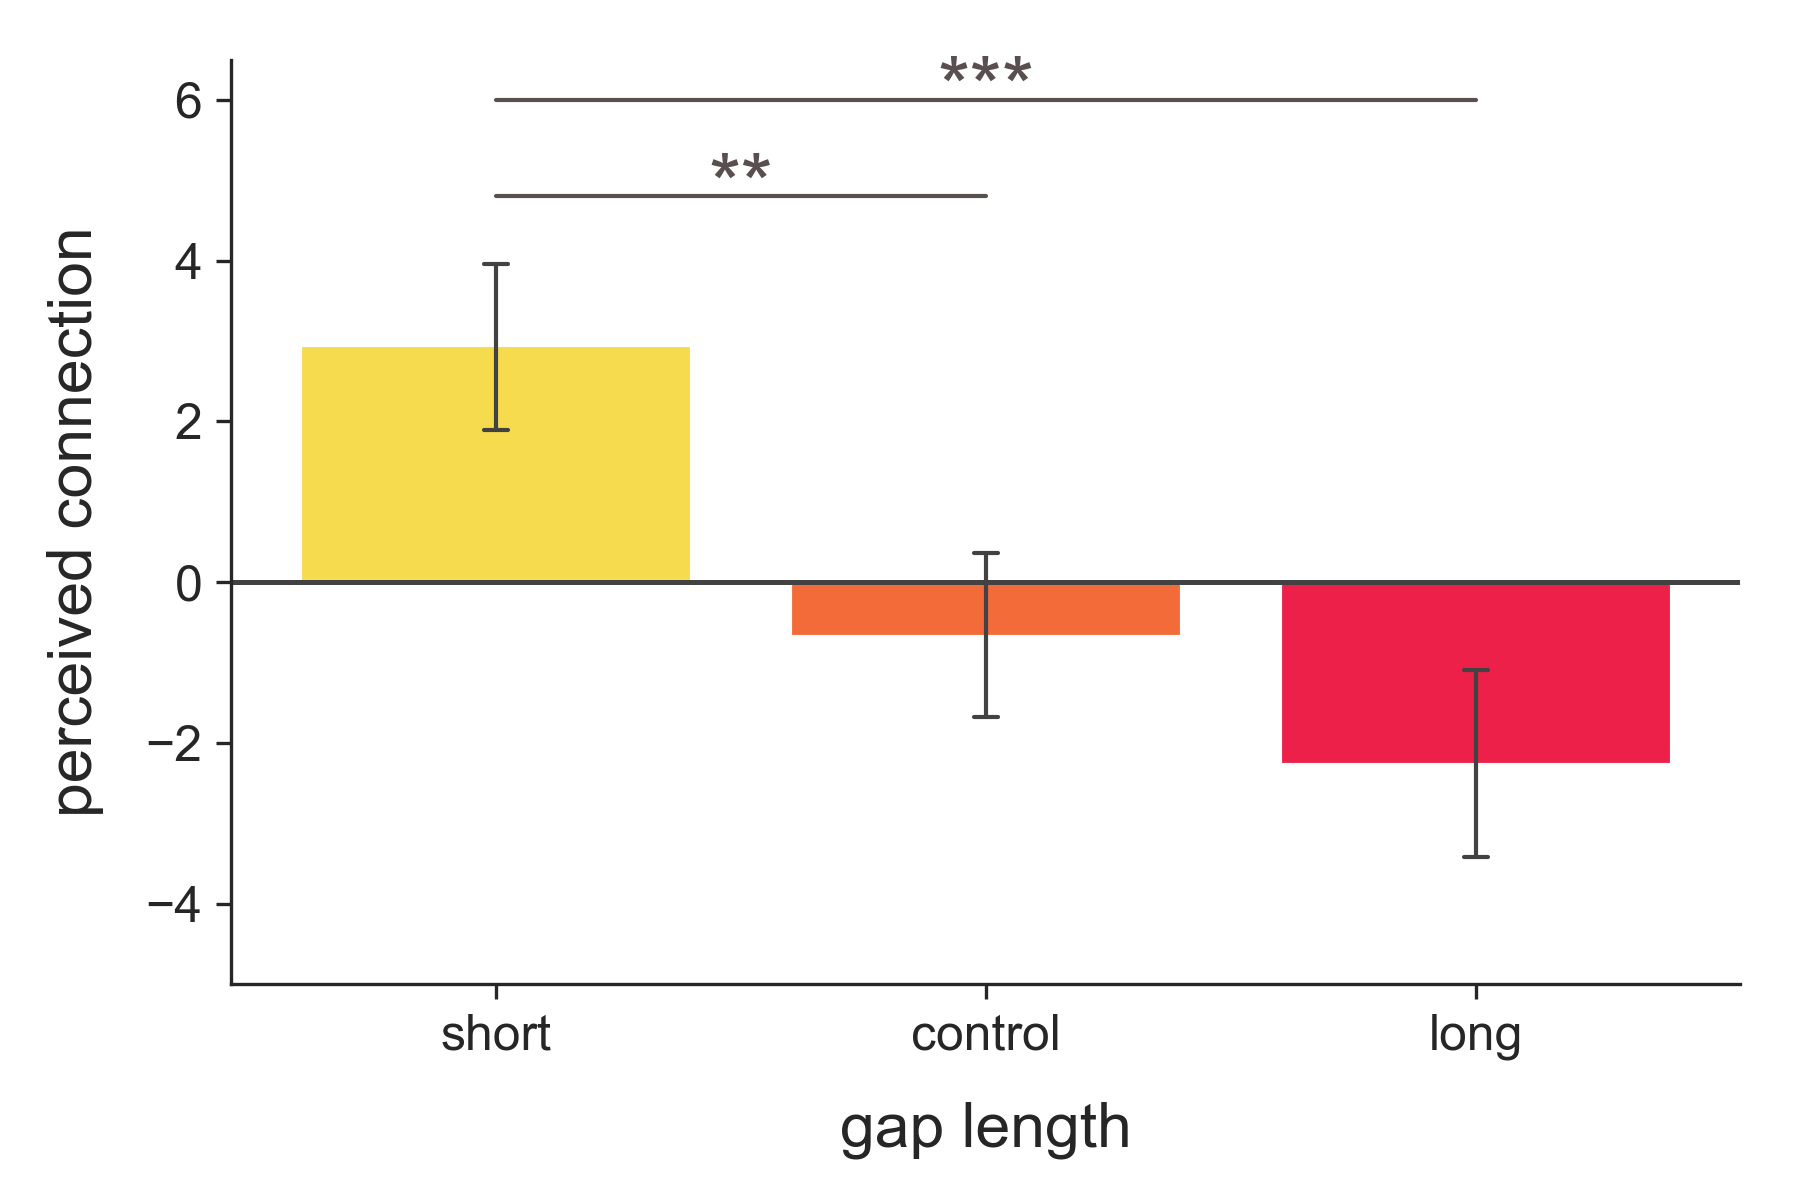 ***
**
6
4
2
0
−2
−4
perceived connection
short control long
gap length